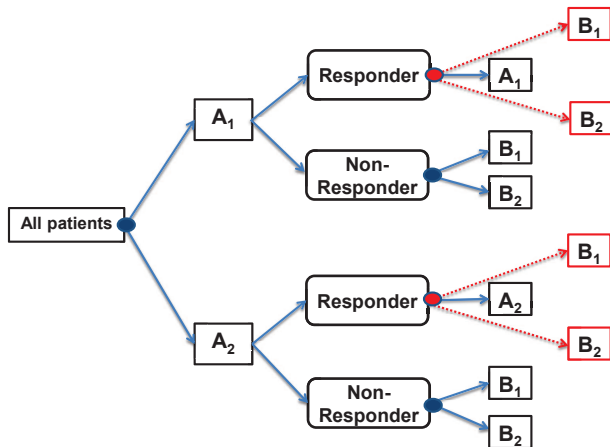 B₁
Responder
A₁
A₁
B₂
Non-
Responder
B₁
B₂
All patients
B₁
Responder
A₂
A₂
B₂
Non-
Responder
B₁
B₂